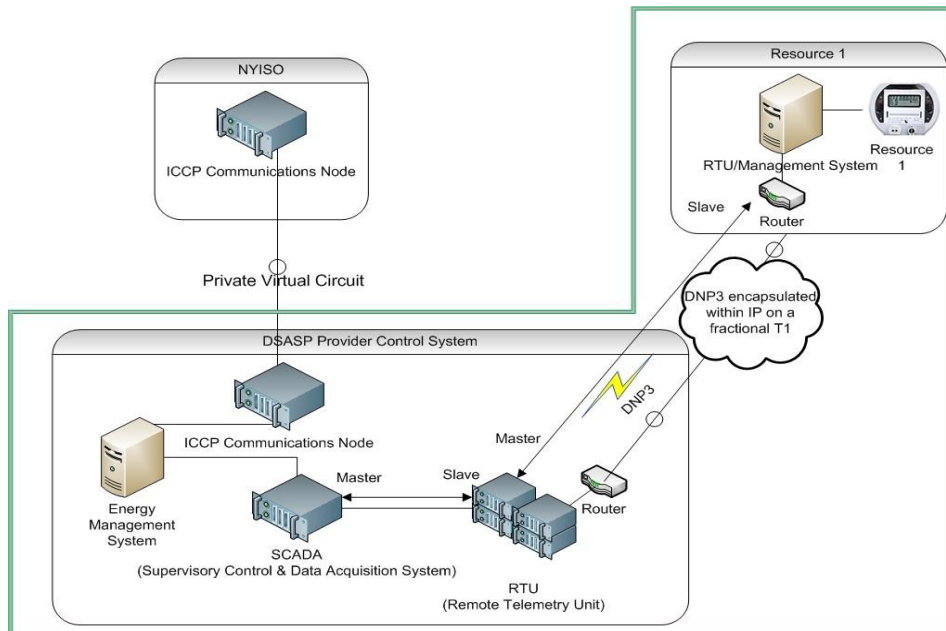 NYISO
ICCP Communications Node
Private Virtual Circuit
Resource 1
RTU/Management System
Resource
1
Slave
Router
DNP3 encapsulated
within IP on a
fractional T1
DNP3
DSASP Provider Control System
ICCP Communications Node
Energy
Management
System
Master
Slave
Master
Router
SCADA
(Supervisory Control & Data Acquisition System)
RTU
(Remote Telemetry Unit)